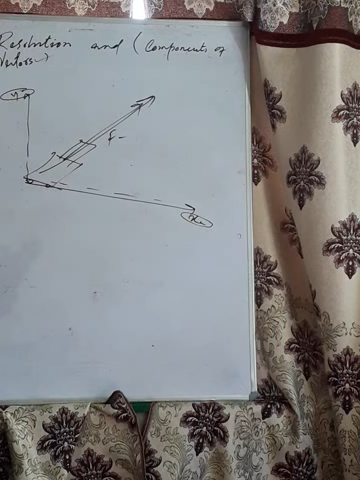 Resolution and (Components of
Vectors)
F